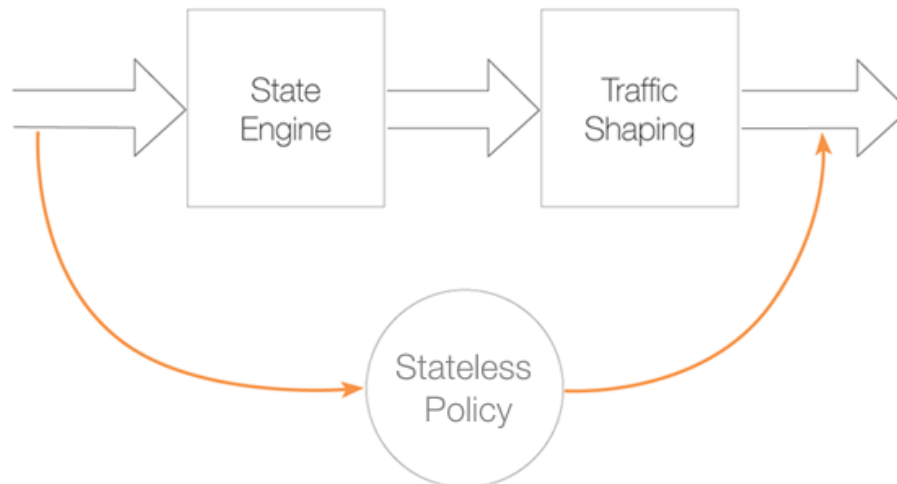 State
Engine
Traffic
Shaping
Stateless
Policy